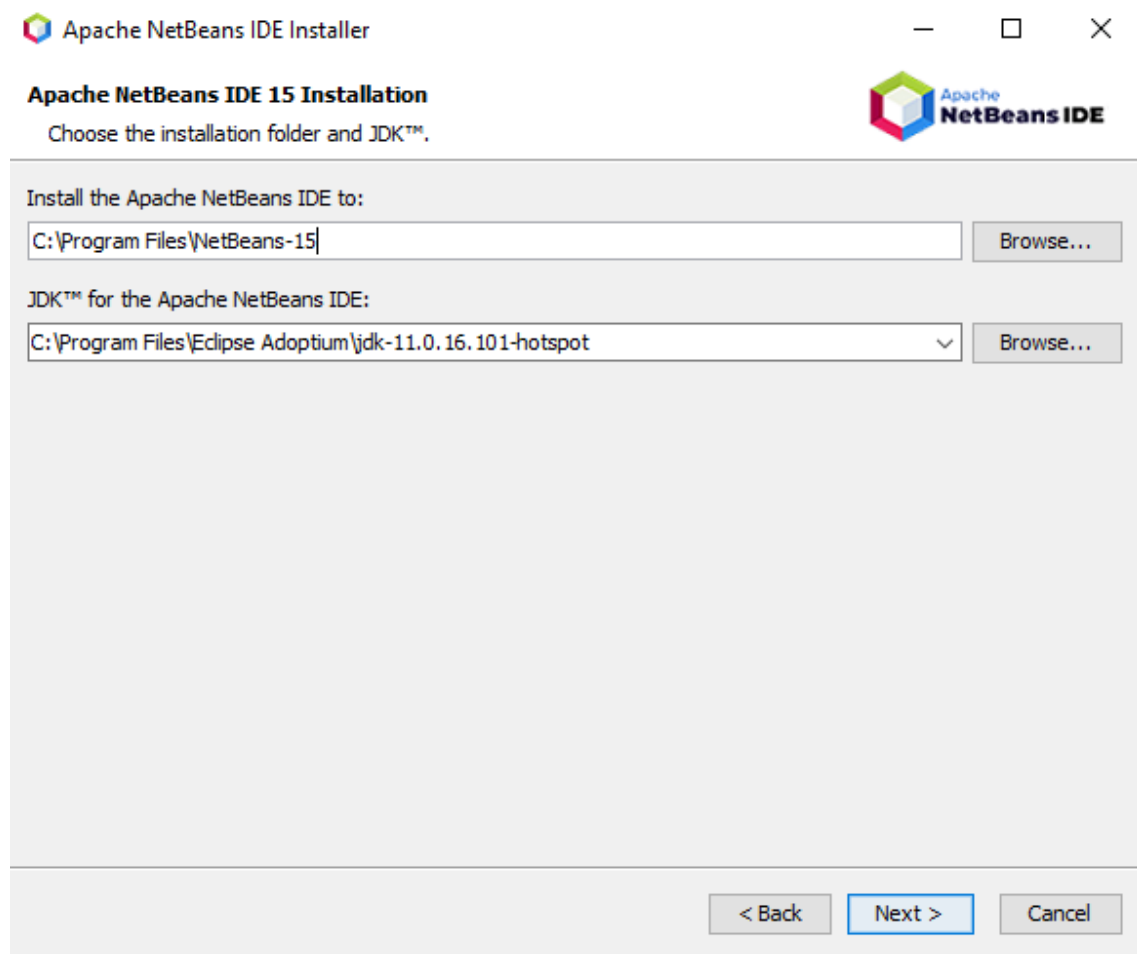 Apache NetBeans IDE Installer
Apache NetBeans IDE 15 Installation
Choose the installation folder and JDK™.
Apache
NetBeans IDE
Install the Apache NetBeans IDE to:
C:\Program Files\NetBeans-15
Browse...
JDK™ for the Apache NetBeans IDE:
C:\Program Files\Eclipse Adoptium\jdk-11.0.16.101-hotspot
Browse...
< Back
Next >
Cancel